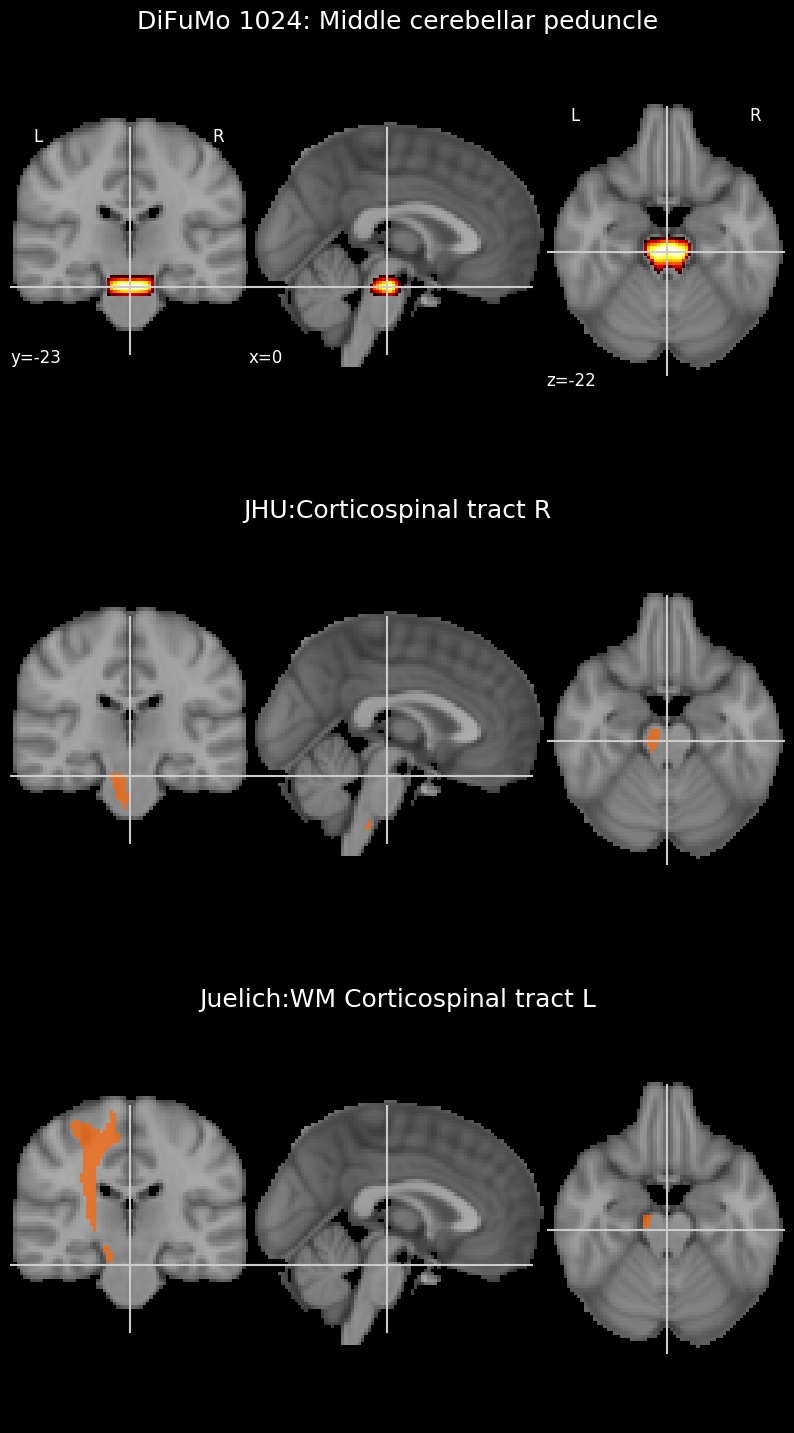 DiFuMo 1024: Middle cerebellar peduncle
L R L R
y=-23 x=0 z=-22
JHU:Corticospinal tract R
Juelich:WM Corticospinal tract L